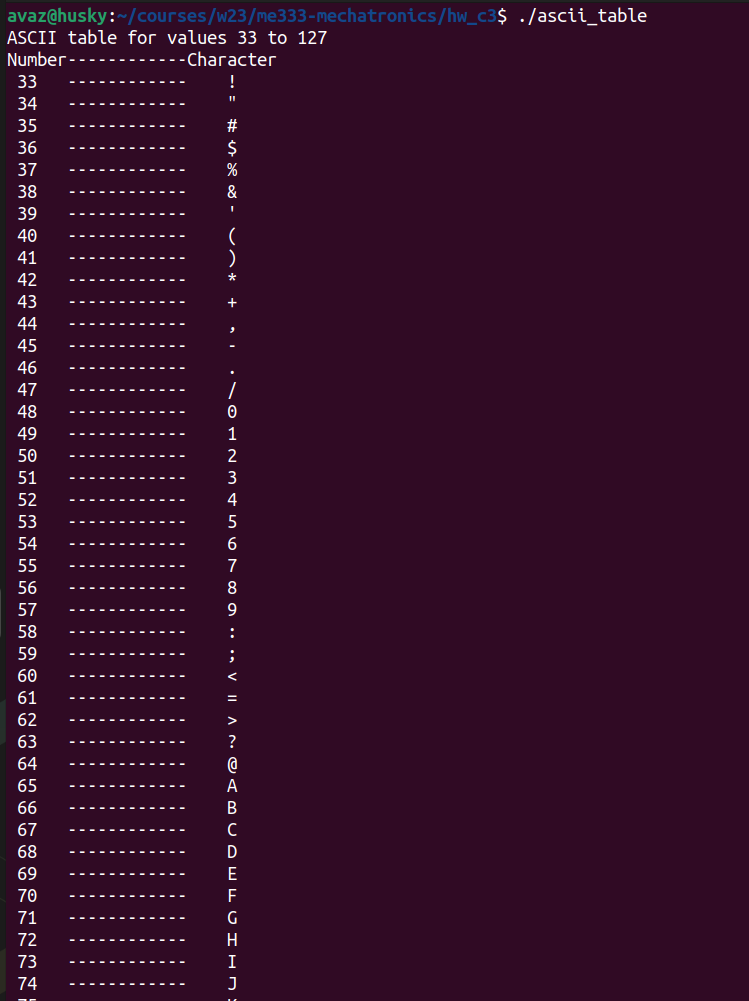 avaz@husky:~/courses/w23/me333-mechatronics/hw_c3$ ./ascii_table
ASCII table for values 33 to 127
Number------------Character
 33   ------------    !
 34   ------------    "
 35   ------------    #
 36   ------------    $
 37   ------------    %
 38   ------------    &
 39   ------------    '
 40   ------------    (
 41   ------------    )
 42   ------------    *
 43   ------------    +
 44   ------------    ,
 45   ------------    -
 46   ------------    .
 47   ------------    /
 48   ------------    0
 49   ------------    1
 50   ------------    2
 51   ------------    3
 52   ------------    4
 53   ------------    5
 54   ------------    6
 55   ------------    7
 56   ------------    8
 57   ------------    9
 58   ------------    :
 59   ------------    ;
 60   ------------    <
 61   ------------    =
 62   ------------    >
 63   ------------    ?
 64   ------------    @
 65   ------------    A
 66   ------------    B
 67   ------------    C
 68   ------------    D
 69   ------------    E
 70   ------------    F
 71   ------------    G
 72   ------------    H
 73   ------------    I
 74   ------------    J